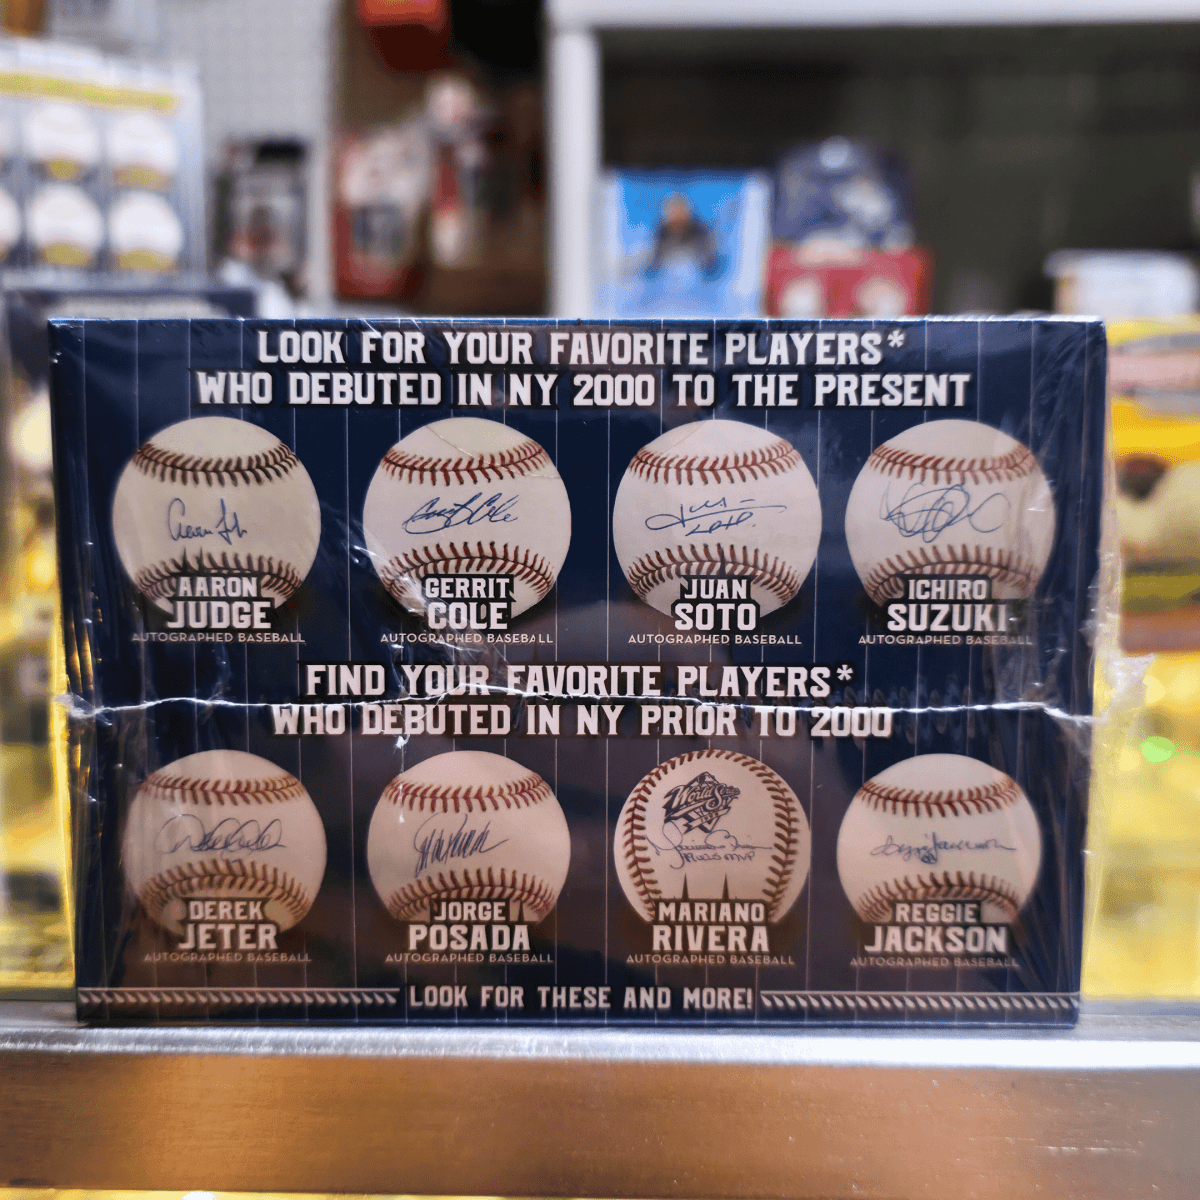 LOOK FOR YOUR FAVORITE PLAYERS*
WHO DEBUTED IN NY 2000 TO THE PRESENT
AARON
JUDGE
AUTOGRAPHED BASEBALL
GERRIT
COLE
AUTOGRAPHED BASEBALL
JUAN
SOTO
AUTOGRAPHED BASEBALL
ICHIRO
SUZUKI
AUTOGRAPHED BASEBALL
FIND YOUR FAVORITE PLAYERS*
WHO DEBUTED IN NY PRIOR TO 2000
DEREK
JETER
AUTOGRAPHED BASEBALL
JORGE
POSADA
AUTOGRAPHED BASEBALL
World Series
MARIANO
RIVERA
AUTOGRAPHED BASEBALL
REGGIE
JACKSON
AUTOGRAPHED BASEBALL
LOOK FOR THESE AND MORE!